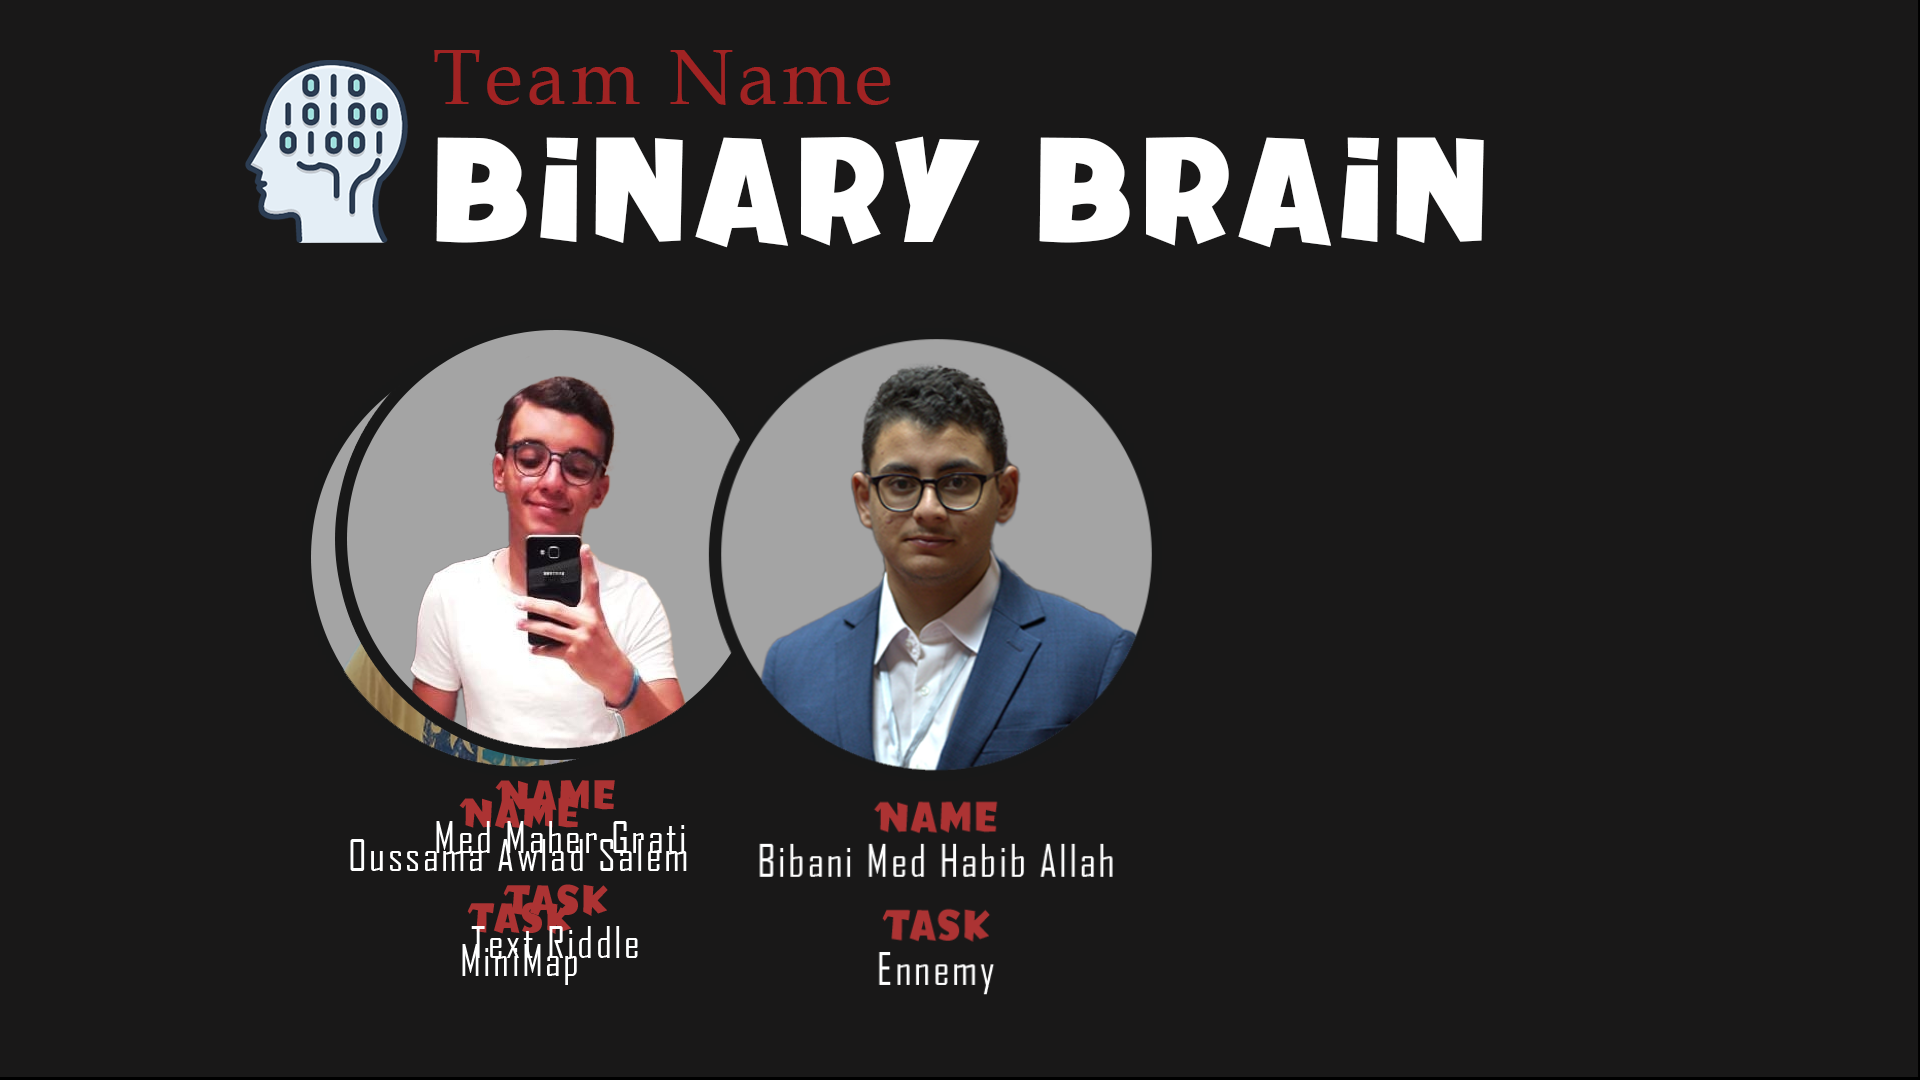 010
10100
01001
Team Name
BiNARY BRAiN
NAME
Med Maher Grati
TASK
Text Riddle
NAME
Oussama Awlad Salem
TASK
MiniMap
NAME
Bibani Med Habib Allah
TASK
Ennemy